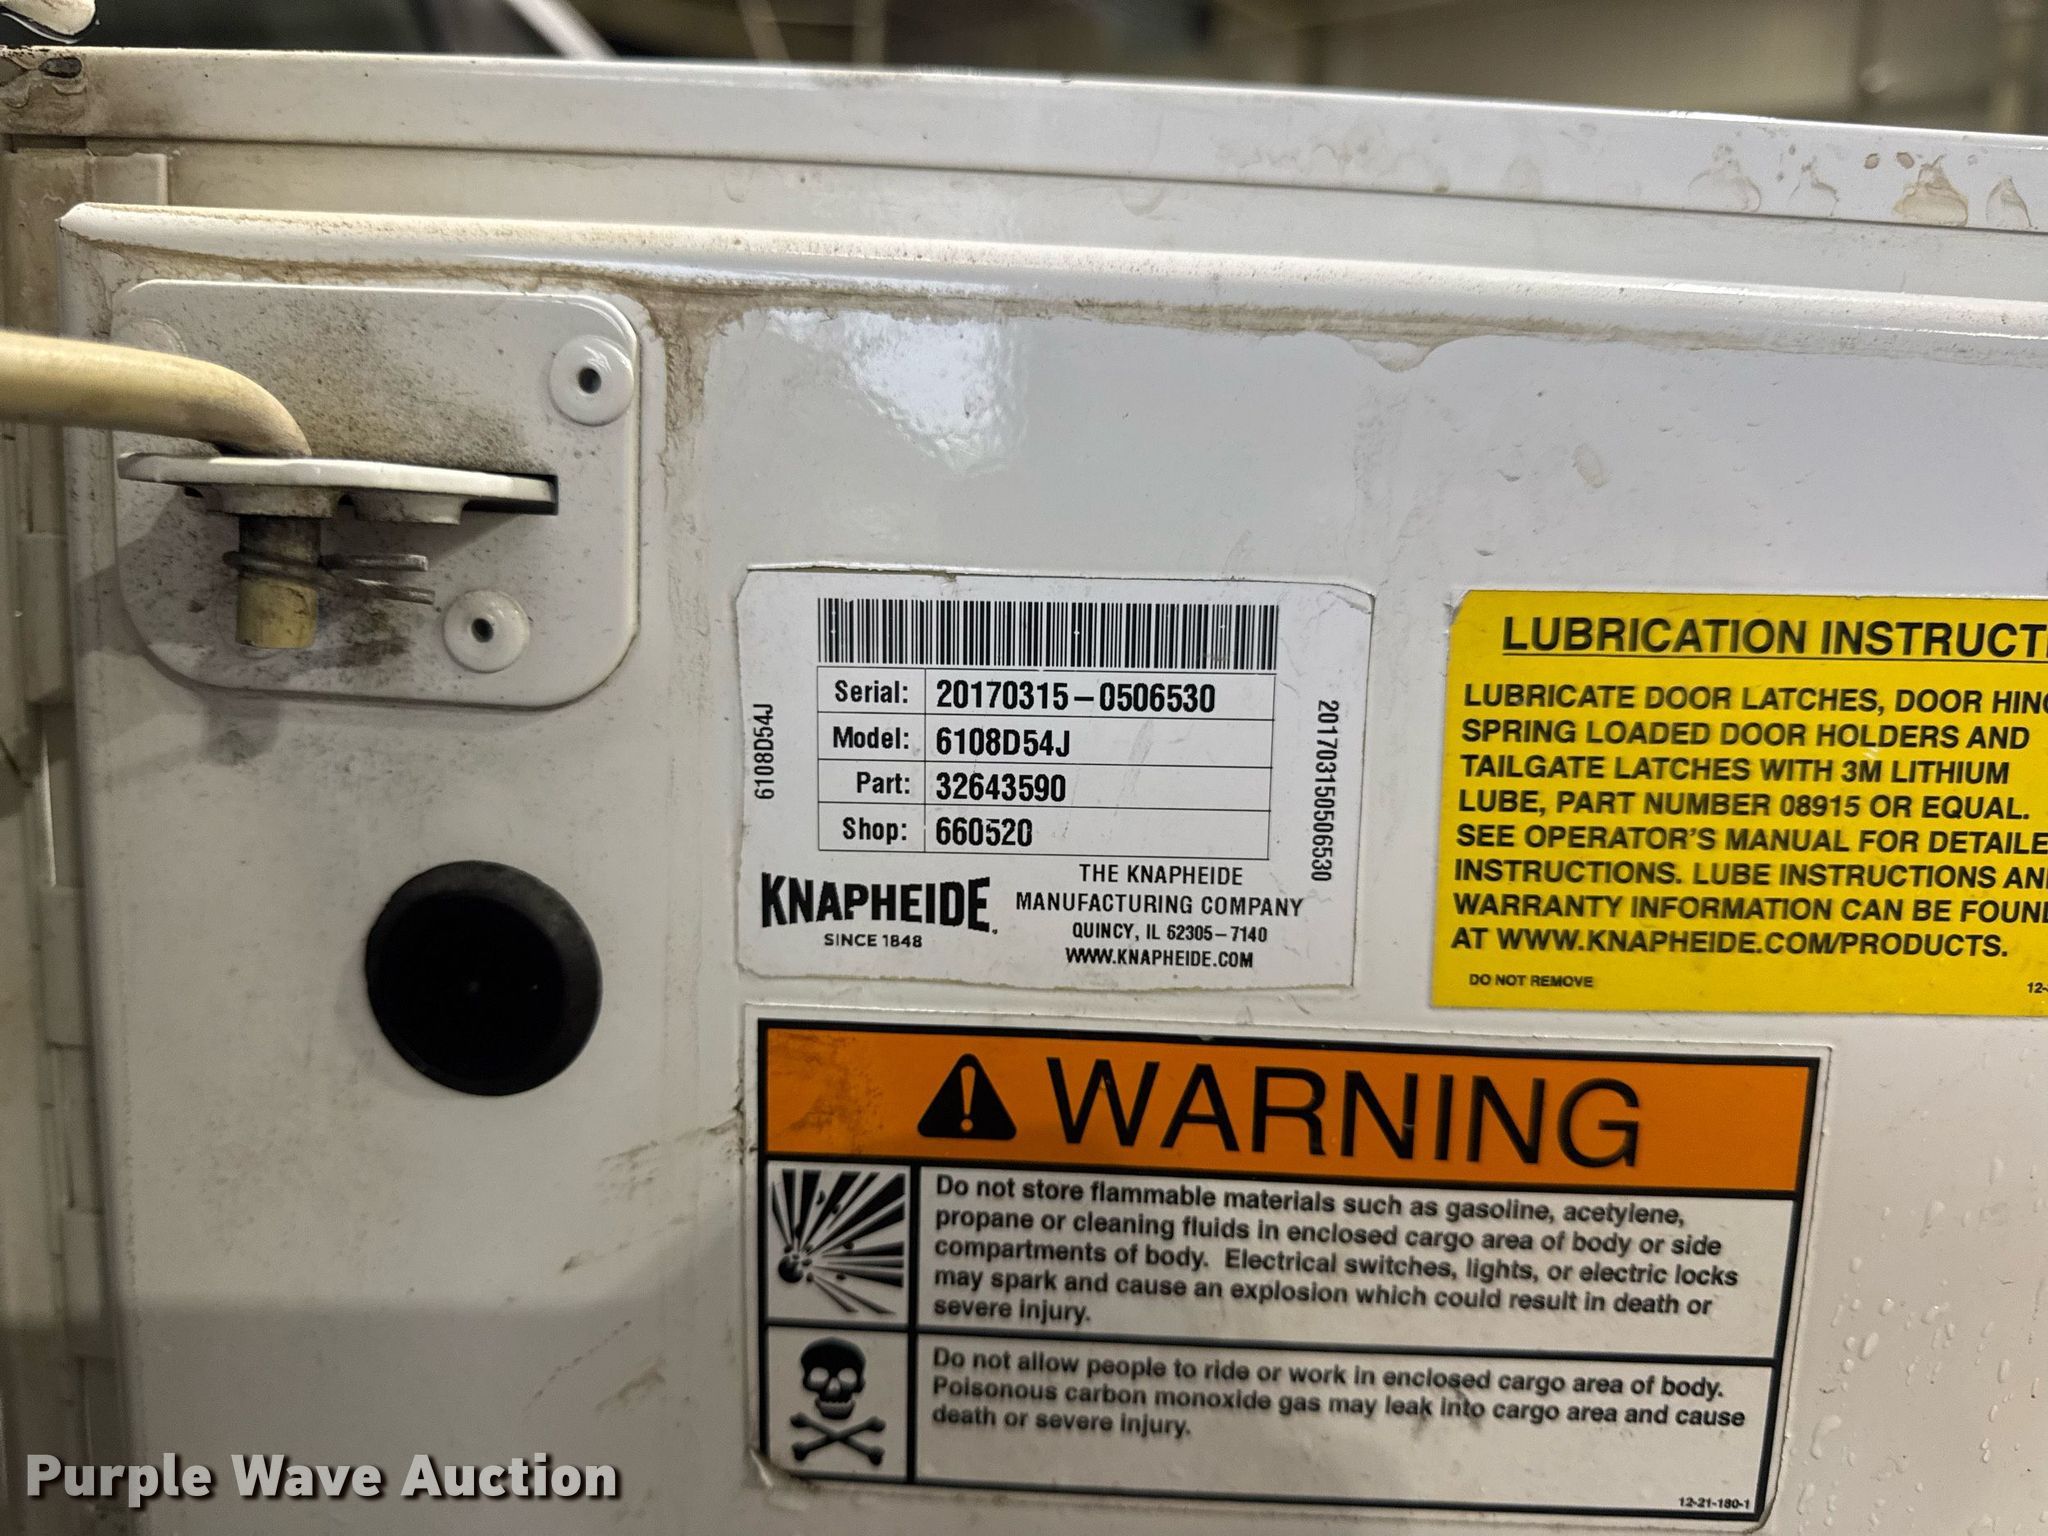 6108D54J
Serial: 20170315-0506530
Model: 6108D54J
Part: 32643590
Shop: 660520
201703150506530
KNAPHEIDE
SINCE 1848
THE KNAPHEIDE
MANUFACTURING COMPANY
QUINCY, IL 62305-7140
WWW.KNAPHEIDE.COM
LUBRICATION INSTRUCTI
LUBRICATE DOOR LATCHES, DOOR HING
SPRING LOADED DOOR HOLDERS AND
TAILGATE LATCHES WITH 3M LITHIUM
LUBE, PART NUMBER 08915 OR EQUAL.
SEE OPERATOR'S MANUAL FOR DETAILE
INSTRUCTIONS. LUBE INSTRUCTIONS AN
WARRANTY INFORMATION CAN BE FOUN
AT WWW.KNAPHEIDE.COM/PRODUCTS.
DO NOT REMOVE
12-
WARNING
Do not store flammable materials such as gasoline, acetylene,
propane or cleaning fluids in enclosed cargo area of body or side
compartments of body. Electrical switches, lights, or electric locks
may spark and cause an explosion which could result in death or
severe injury.
Do not allow people to ride or work in enclosed cargo area of body.
Poisonous carbon monoxide gas may leak into cargo area and cause
death or severe injury.
12-21-180-1
Purple Wave Auction